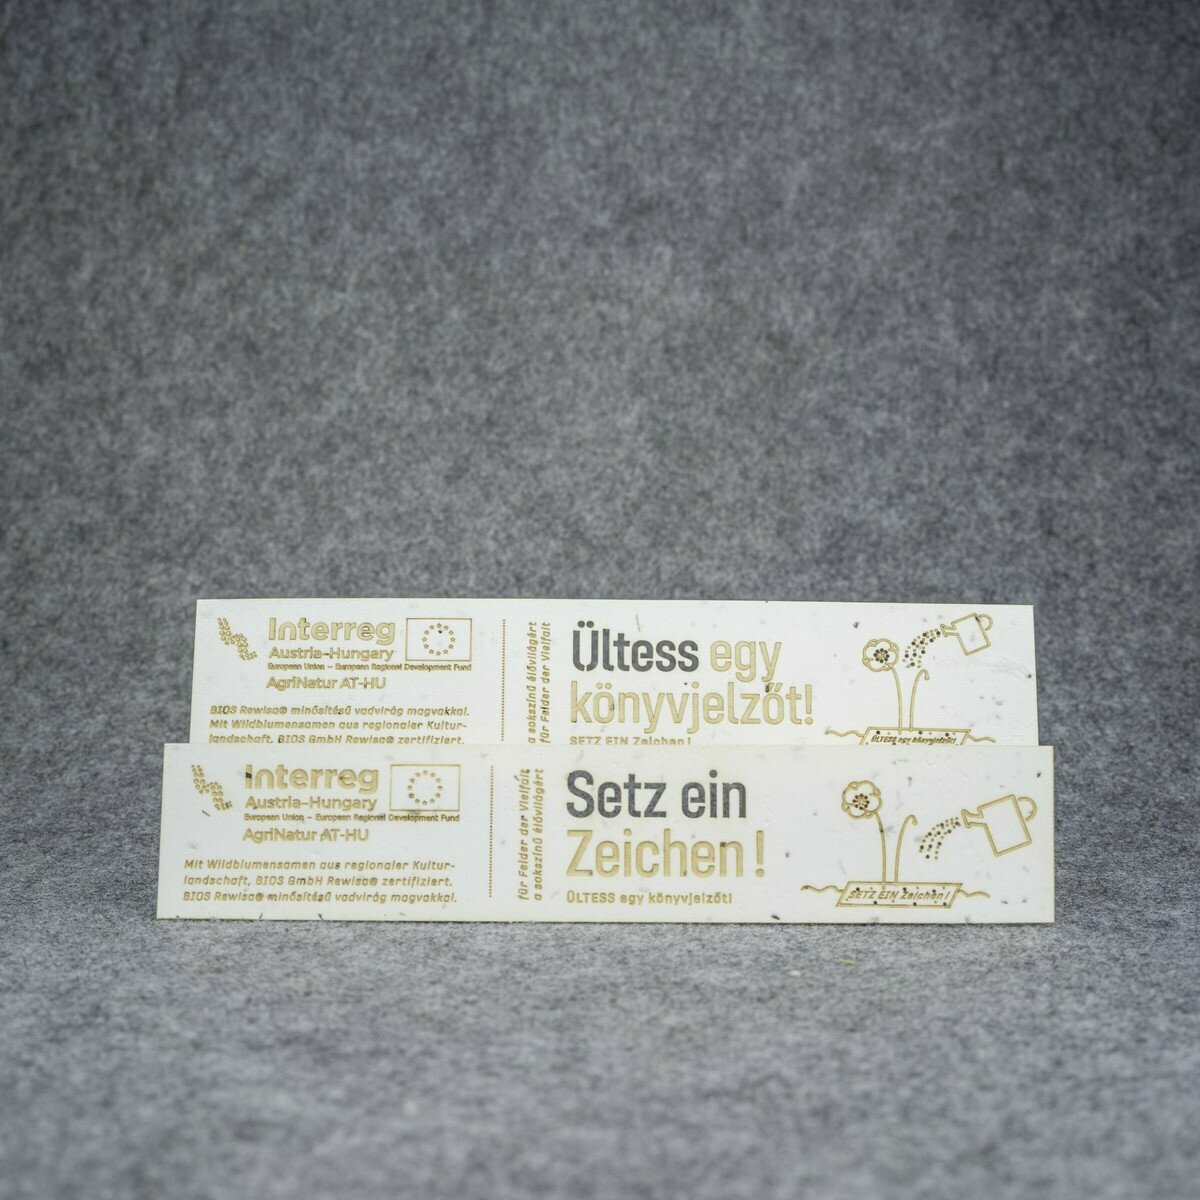 Interreg
Austria-Hungary
European Union – European Regional Development Fund
AgriNatur AT-HU
BIOS Rewisa® minősítésű vadvirág magvakkal.
Mit Wildblumensamen aus regionaler Kultur-
landschaft, BIOS GmbH Rewisa® zertifiziert.
a sokszínű élővilágért
für Felder der Vielfalt
Ültess egy
könyvjelzőt!
SETZ EIN Zeichen!
ÜLTESS egy könyvjelzőt!
Interreg
Austria-Hungary
European Union – European Regional Development Fund
AgriNatur AT-HU
Mit Wildblumensamen aus regionaler Kultur-
landschaft, BIOS GmbH Rewisa® zertifiziert.
BIOS Rewisa® minősítésű vadvirág magvakkal.
für Felder der Vielfalt
a sokszínű élővilágért
Setz ein
Zeichen!
ÜLTESS egy könyvjelzőt!
SETZ EIN Zeichen!